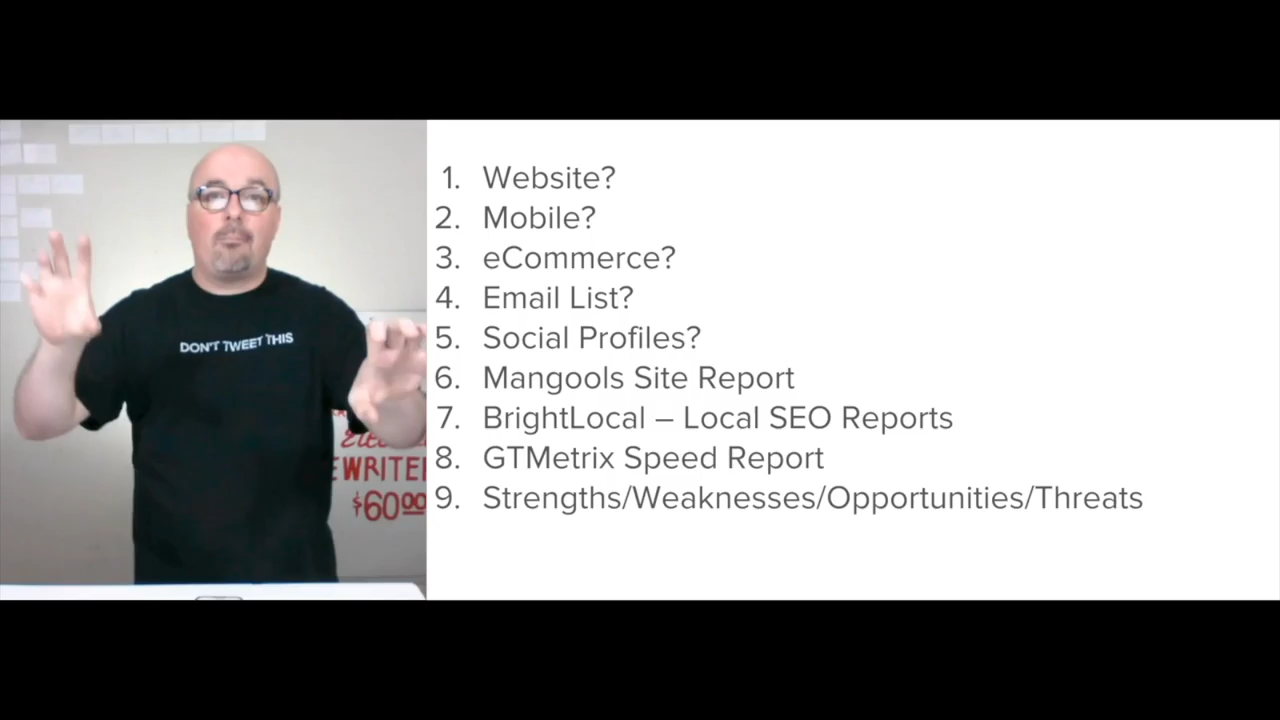 DON'T TWEET THIS
$60.00
1. Website?
2. Mobile?
3. eCommerce?
4. Email List?
5. Social Profiles?
6. Mangools Site Report
7. BrightLocal – Local SEO Reports
8. GTMetrix Speed Report
9. Strengths/Weaknesses/Opportunities/Threats